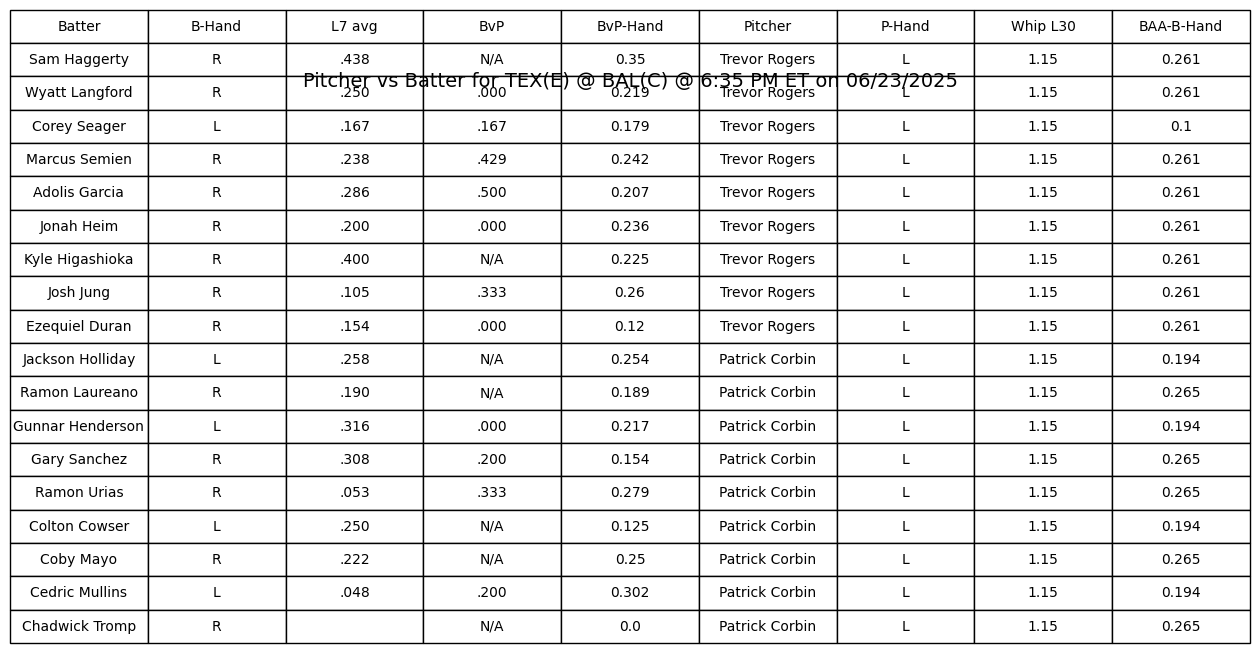 Batter B-Hand L7 avg BvP BvP-Hand Pitcher P-Hand Whip L30 BAA-B-Hand
Sam Haggerty R .438 N/A 0.35 Trevor Rogers L 1.15 0.261
Pitcher vs Batter for TEX(E) @ BAL(C) @ 6:35 PM ET on 06/23/2025
Wyatt Langford R .250 .000 0.219 Trevor Rogers L 1.15 0.261
Corey Seager L .167 .167 0.179 Trevor Rogers L 1.15 0.1
Marcus Semien R .238 .429 0.242 Trevor Rogers L 1.15 0.261
Adolis Garcia R .286 .500 0.207 Trevor Rogers L 1.15 0.261
Jonah Heim R .200 .000 0.236 Trevor Rogers L 1.15 0.261
Kyle Higashioka R .400 N/A 0.225 Trevor Rogers L 1.15 0.261
Josh Jung R .105 .333 0.26 Trevor Rogers L 1.15 0.261
Ezequiel Duran R .154 .000 0.12 Trevor Rogers L 1.15 0.261
Jackson Holliday L .258 N/A 0.254 Patrick Corbin L 1.15 0.194
Ramon Laureano R .190 N/A 0.189 Patrick Corbin L 1.15 0.265
Gunnar Henderson L .316 .000 0.217 Patrick Corbin L 1.15 0.194
Gary Sanchez R .308 .200 0.154 Patrick Corbin L 1.15 0.265
Ramon Urias R .053 .333 0.279 Patrick Corbin L 1.15 0.265
Colton Cowser L .250 N/A 0.125 Patrick Corbin L 1.15 0.194
Coby Mayo R .222 N/A 0.25 Patrick Corbin L 1.15 0.265
Cedric Mullins L .048 .200 0.302 Patrick Corbin L 1.15 0.194
Chadwick Tromp R N/A 0.0 Patrick Corbin L 1.15 0.265